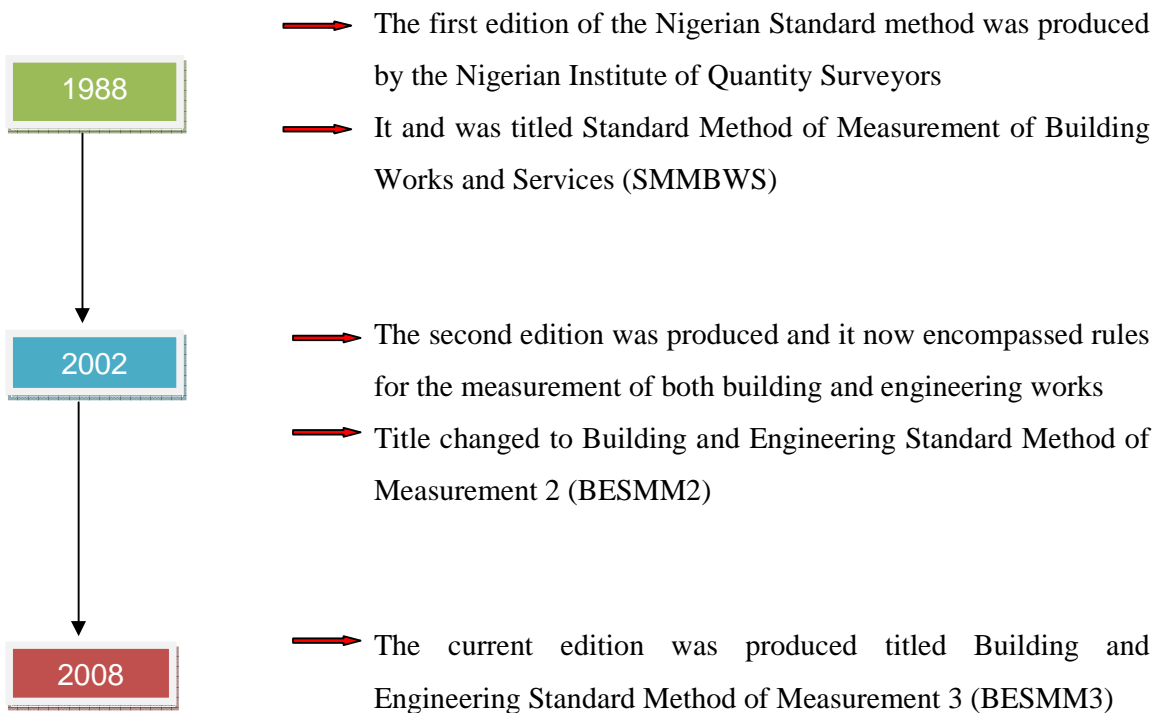 The first edition of the Nigerian Standard method was produced
by the Nigerian Institute of Quantity Surveyors
1988
It and was titled Standard Method of Measurement of Building
Works and Services (SMMBWS)
The second edition was produced and it now encompassed rules
for the measurement of both building and engineering works
2002
Title changed to Building and Engineering Standard Method of
Measurement 2 (BESMM2)
The current edition was produced titled Building and
Engineering Standard Method of Measurement 3 (BESMM3)
2008